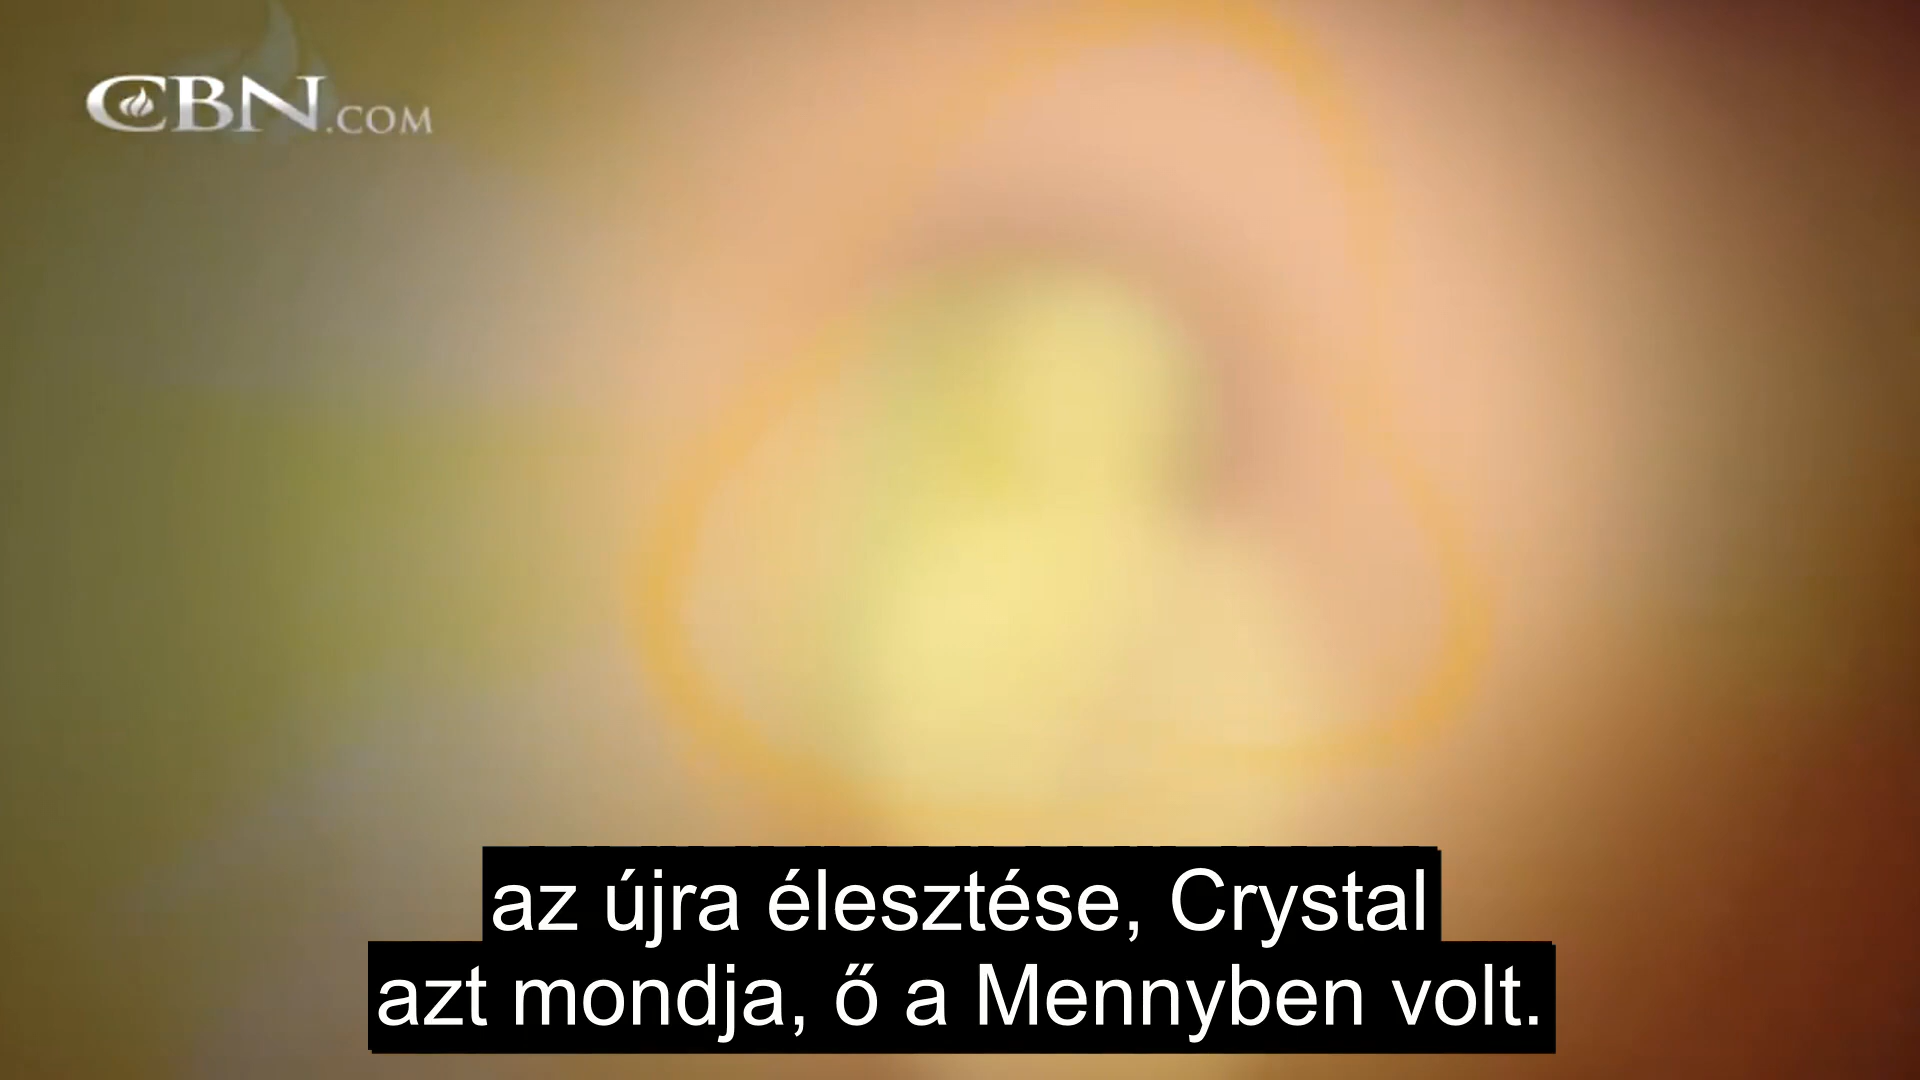 CBN.COM
az újra élesztése, Crystal
azt mondja, ő a Mennyben volt.